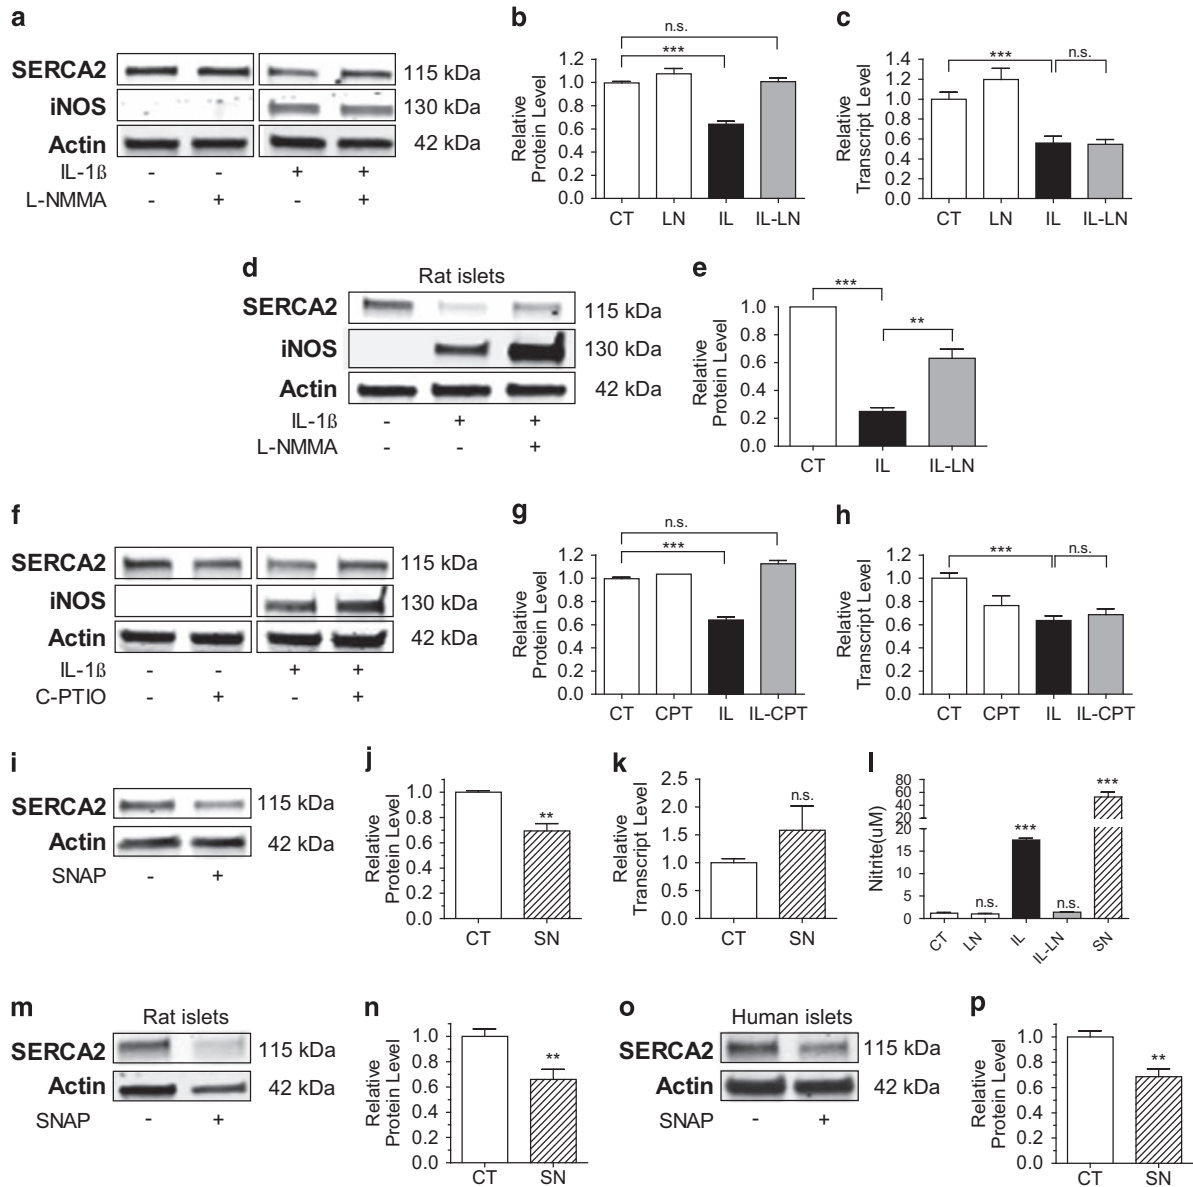 a
SERCA2
115 kDa
iNOS
130 kDa
Actin
42 kDa
IL-1ß - - + +
L-NMMA - + - +
b
n.s.
***
Relative
Protein Level
1.2
1.0
0.8
0.6
0.4
0.2
0.0
CT LN IL IL-LN
c
*** n.s.
Relative
Transcript Level
1.4
1.2
1.0
0.8
0.6
0.4
0.2
0
CT LN IL IL-LN
d
Rat islets
SERCA2
115 kDa
iNOS
130 kDa
Actin
42 kDa
IL-1ß - + +
L-NMMA - - +
e
***
**
Relative
Protein Level
1.0
0.8
0.6
0.4
0.2
0.0
CT IL IL-LN
f
SERCA2
115 kDa
iNOS
130 kDa
Actin
42 kDa
IL-1ß - - + +
C-PTIO - + - +
g
n.s.
***
Relative
Protein Level
1.2
1.0
0.8
0.6
0.4
0.2
0.0
CT CPT IL IL-CPT
h
*** n.s.
Relative
Transcript Level
1.2
1.0
0.8
0.6
0.4
0.2
0.0
CT CPT IL IL-CPT
i
SERCA2
115 kDa
Actin
42 kDa
SNAP - +
j
**
Relative
Protein Level
1.0
0.8
0.6
0.4
0.2
0.0
CT SN
k
n.s.
Relative
Transcript Level
2.5
2.0
1.5
1.0
0.5
0.0
CT SN
l
Nitrite(uM)
80
60
40
20
20
15
10
5
0
n.s.
***
n.s.
***
CT LN IL IL-LN SN
m
Rat islets
SERCA2
115 kDa
Actin
42 kDa
SNAP - +
n
**
Relative
Protein Level
1.0
0.8
0.6
0.4
0.2
0.0
CT SN
o
Human islets
SERCA2
115 kDa
Actin
42 kDa
SNAP - +
p
**
Relative
Protein Level
1.0
0.8
0.6
0.4
0.2
0.0
CT SN